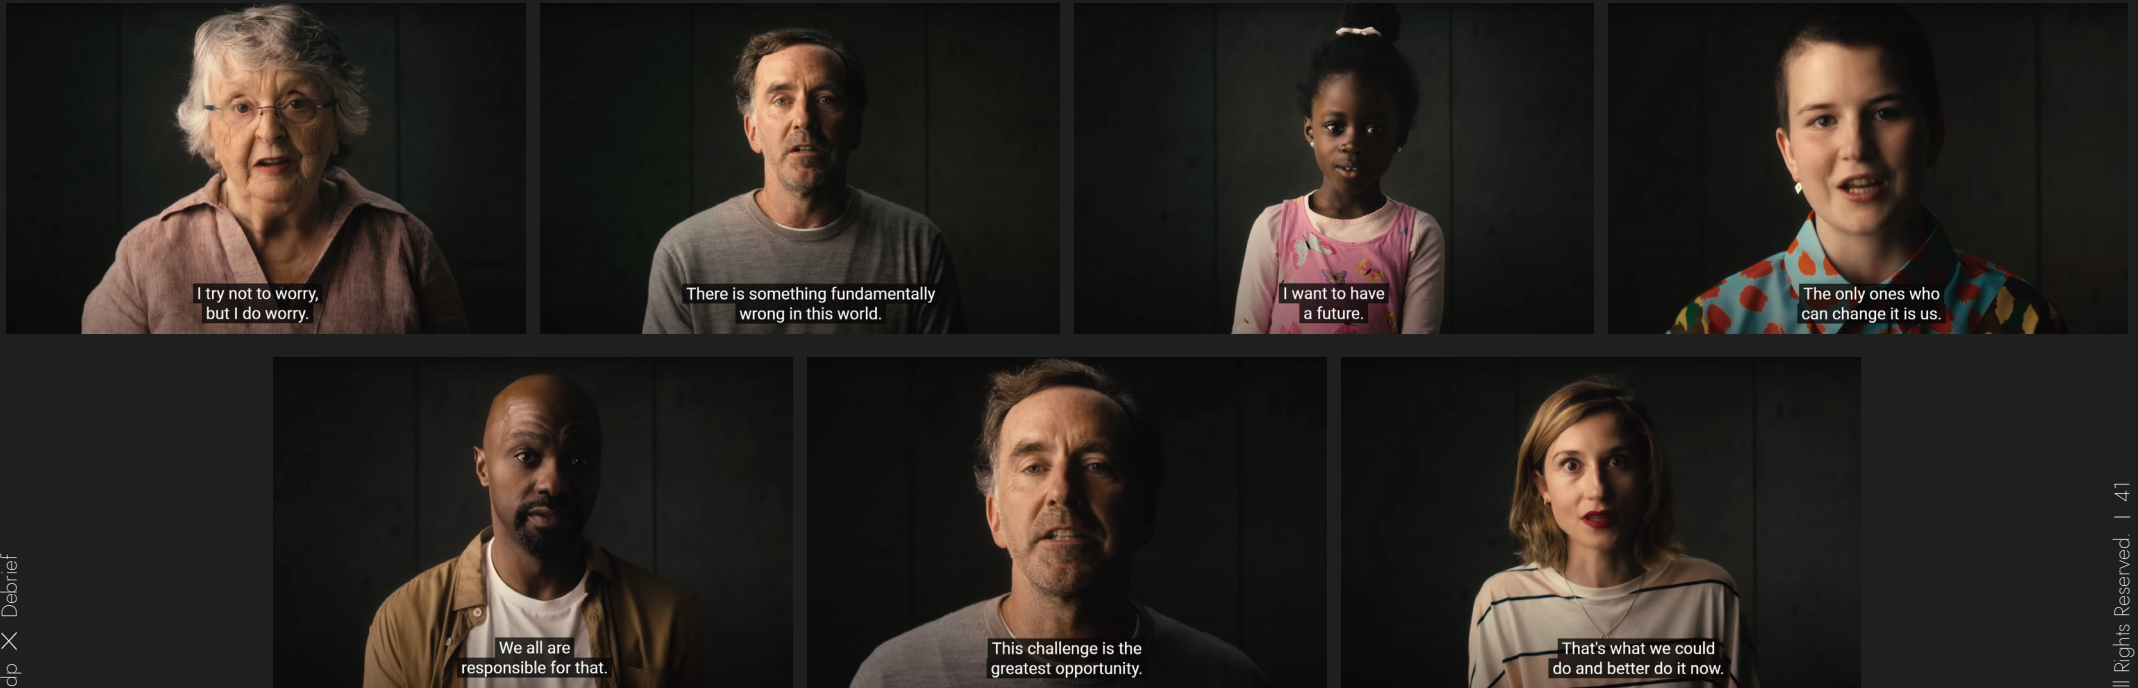 I try not to worry,
but I do worry.
There is something fundamentally
wrong in this world.
I want to have
a future.
The only ones who
can change it is us.
We all are
responsible for that.
This challenge is the
greatest opportunity.
That's what we could
do and better do it now.
dp X Debrief
Rights Reserved. | 41